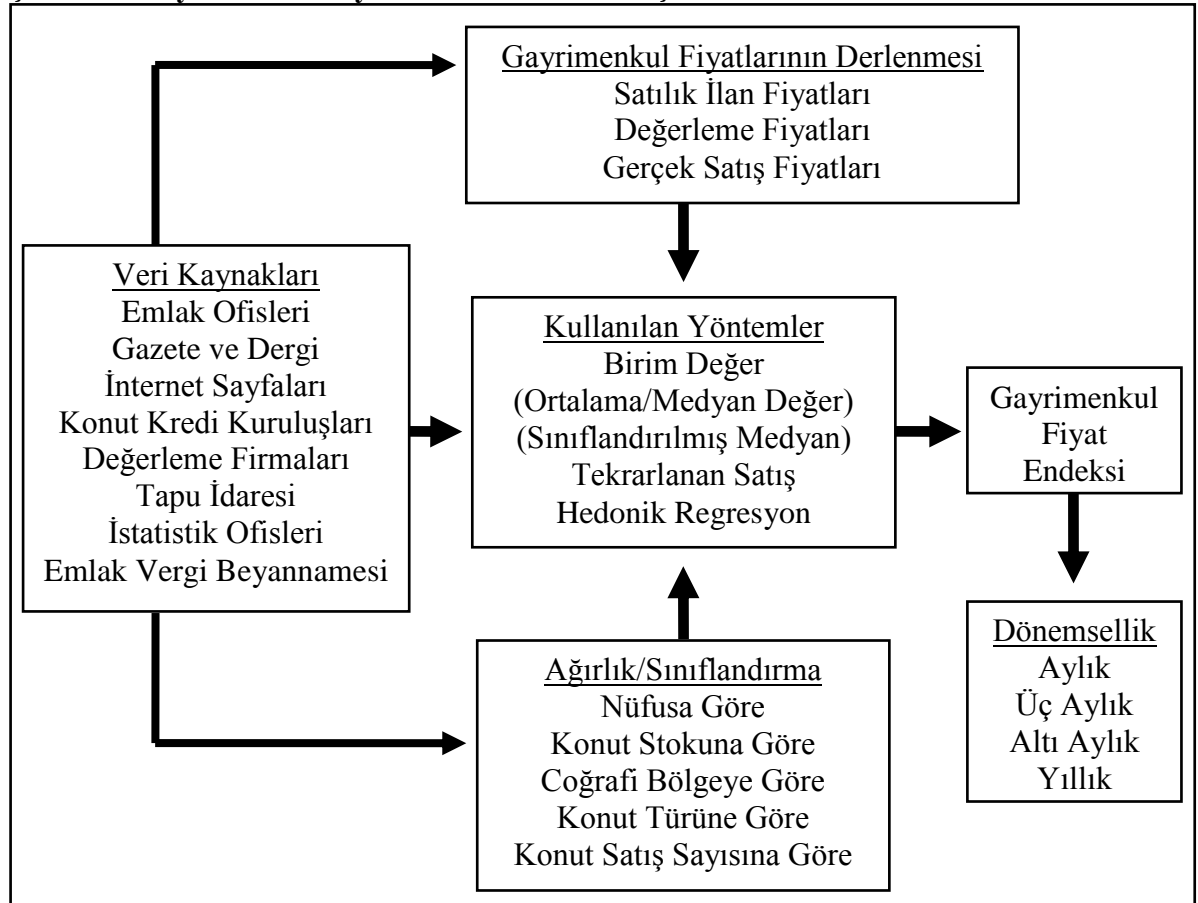 Gayrimenkul Fiyatlarının Derlenmesi
Satılık İlan Fiyatları
Değerleme Fiyatları
Gerçek Satış Fiyatları
Veri Kaynakları
Emlak Ofisleri
Gazete ve Dergi
İnternet Sayfaları
Konut Kredi Kuruluşları
Değerleme Firmaları
Tapu İdaresi
İstatistik Ofisleri
Emlak Vergi Beyannamesi
Kullanılan Yöntemler
Birim Değer
(Ortalama/Medyan Değer)
(Sınıflandırılmış Medyan)
Tekrarlanan Satış
Hedonik Regresyon
Gayrimenkul
Fiyat
Endeksi
Ağırlık/Sınıflandırma
Nüfusa Göre
Konut Stokuna Göre
Coğrafi Bölgeye Göre
Konut Türüne Göre
Konut Satış Sayısına Göre
Dönemsellik
Aylık
Üç Aylık
Altı Aylık
Yıllık